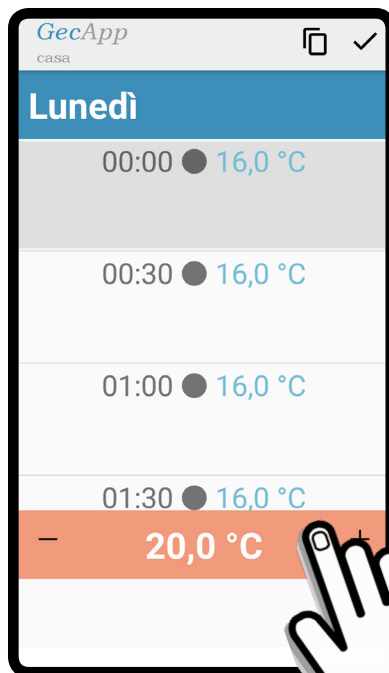 GecApp
casa
Lunedì
00:00 16,0 °C
00:30 16,0 °C
01:00 16,0 °C
01:30 16,0 °C
− 20,0 °C +